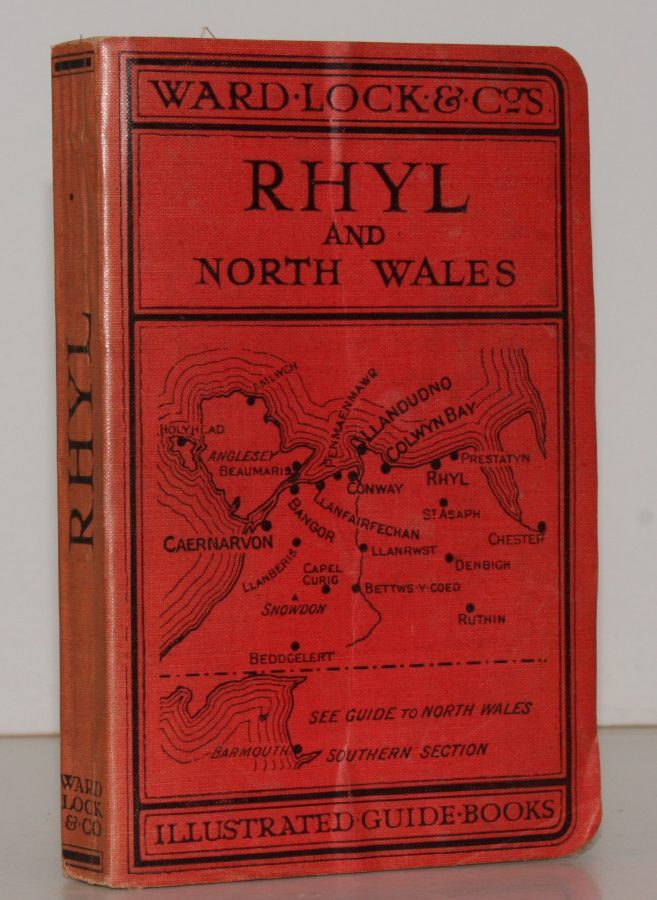 WARD·LOCK·&·Cos.
RHYL
AND
NORTH WALES
AMLWCH
HOLYHEAD
ANGLESEY
BEAUMARIS
PENMAENMAWR
LLANDUDNO
COLWYN BAY
PRESTATYN
RHYL
CONWAY
ST ASAPH
BANGOR
LLANFAIRFECHAN
CAERNARVON
CHESTER
LLANBERIS
LLANRWST
DENBIGH
CAPEL
CURIG
BETTWS-Y-COED
SNOWDON
RUTHIN
BEDDGELERT
SEE GUIDE TO NORTH WALES
BARMOUTH
SOUTHERN SECTION
ILLUSTRATED·GUIDE·BOOKS
RHYL
WARD
LOCK
& CO